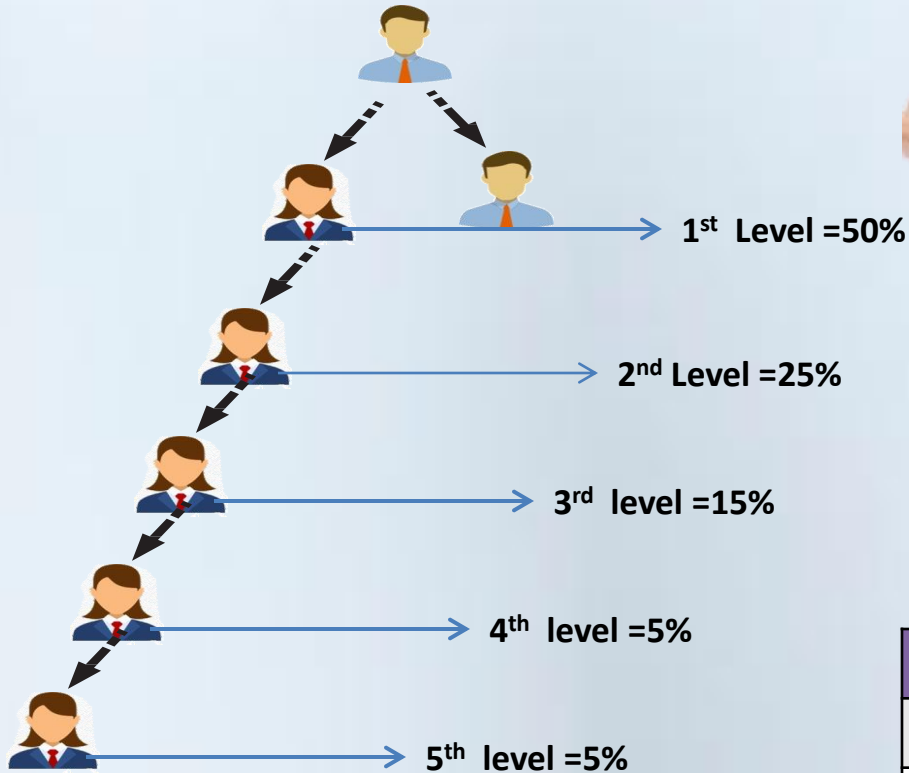 1st Level =50%
2nd Level =25%
3rd level =15%
4th level =5%
5th level =5%